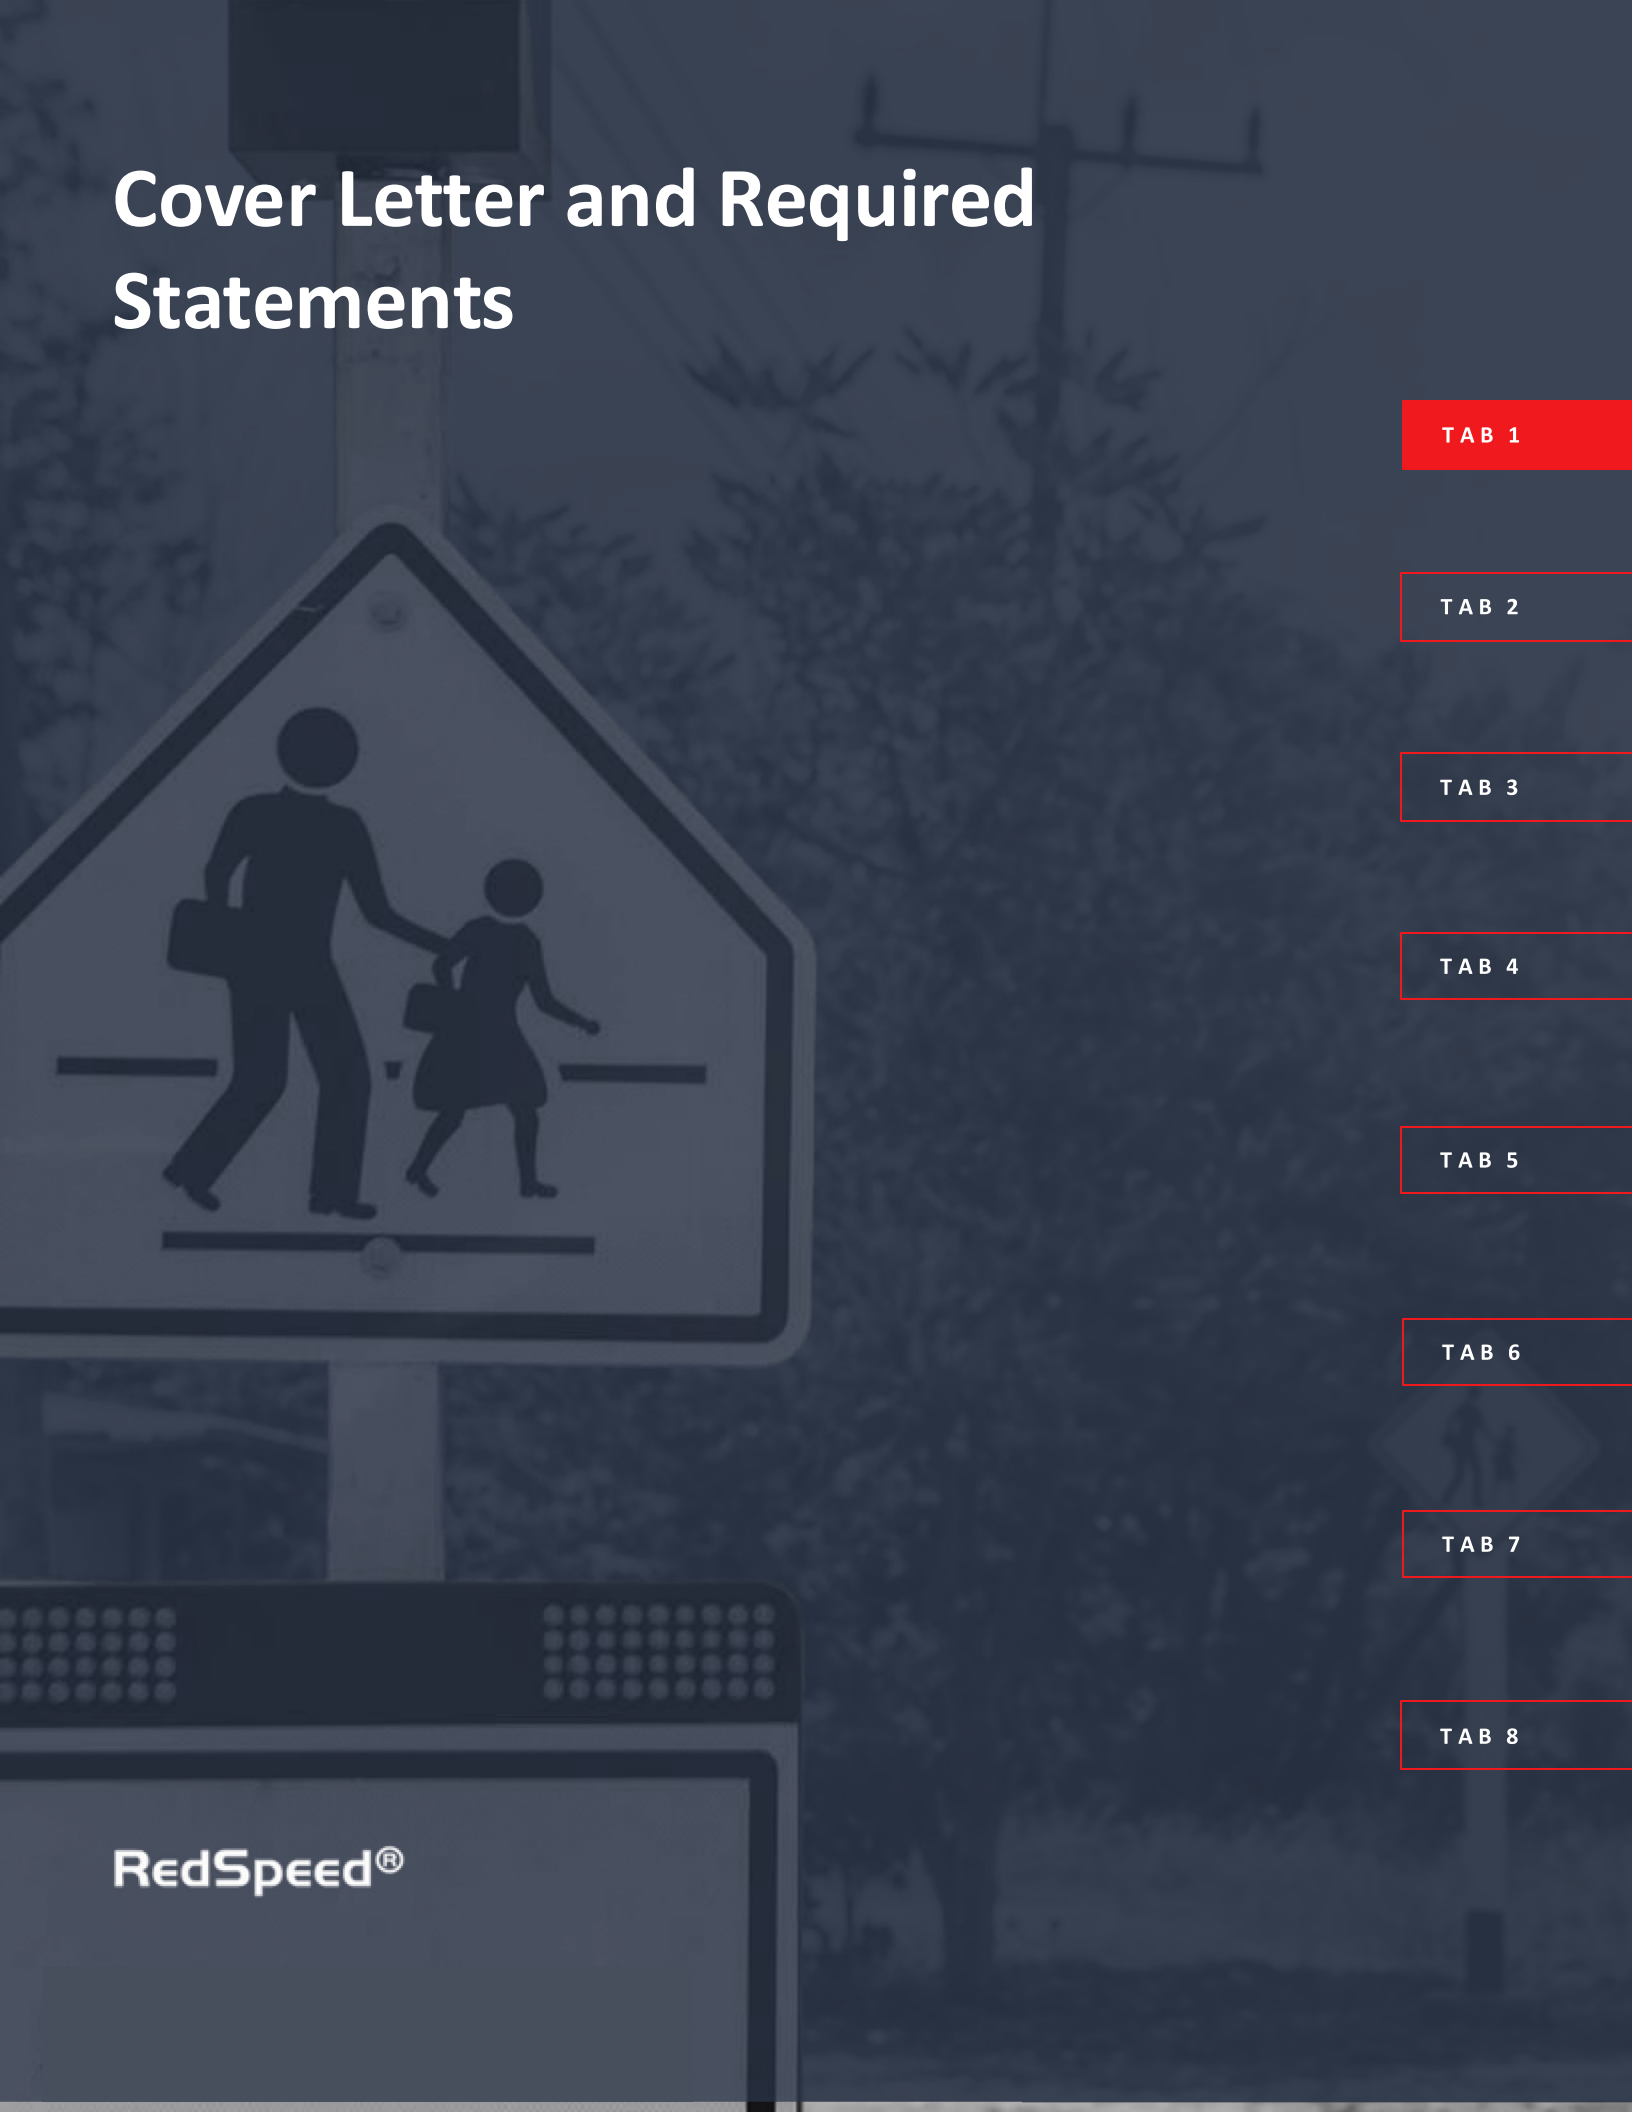 Cover Letter and Required
Statements
TAB 1
TAB 2
TAB 3
TAB 4
TAB 5
TAB 6
TAB 7
TAB 8
RedSpeed®